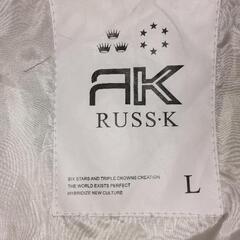 RK
RUSS·K
SIX STARS AND TRIPLE CROWNS CREATION
THE WORLD EXISTS PERFECT
HYBRIDIZE NEW CULTURE
L